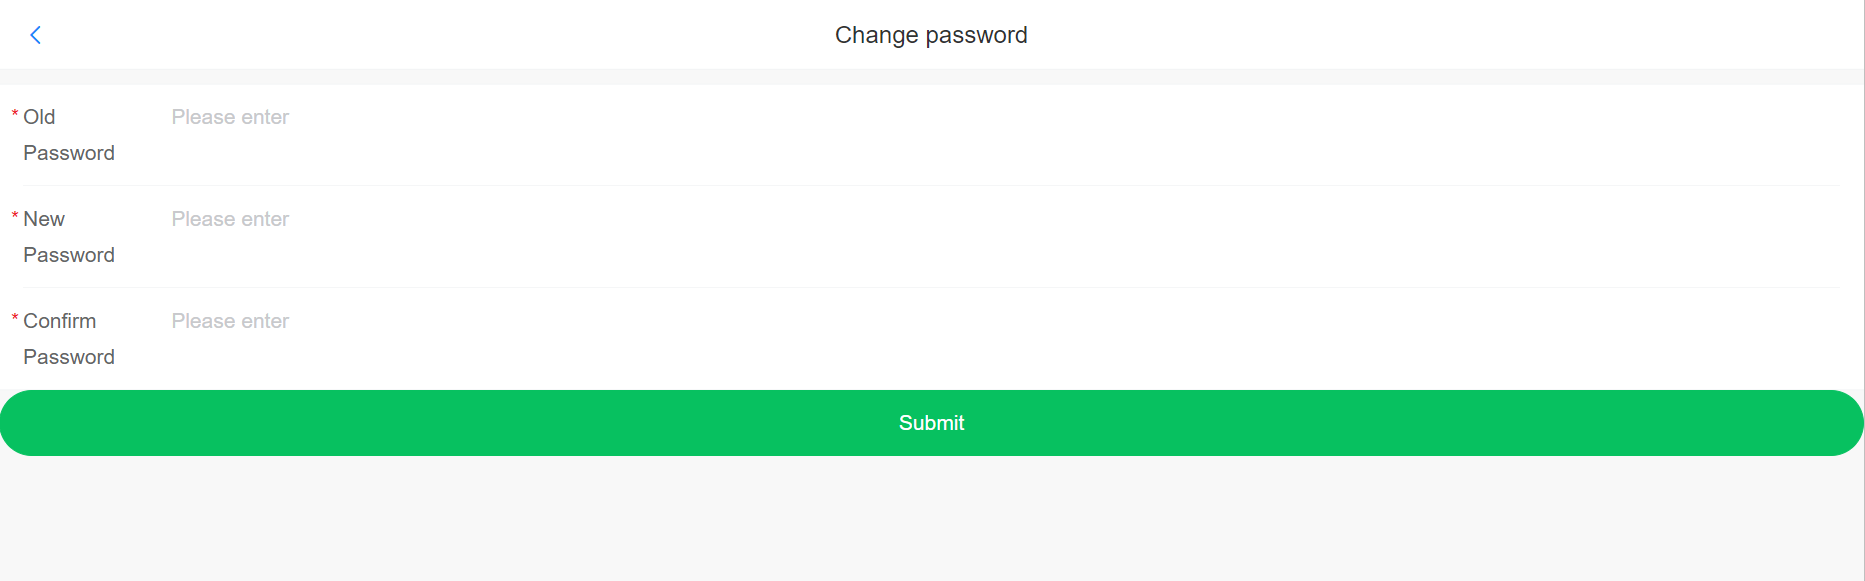 Change password
* Old Please enter
Password
* New Please enter
Password
* Confirm Please enter
Password
Submit